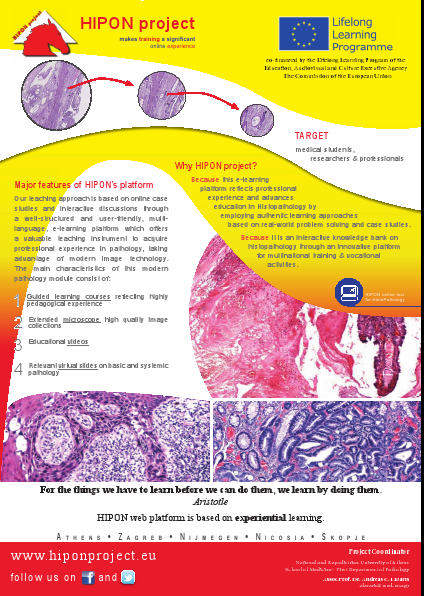 HIPON project
HIPON project
makes training a significant
online experience
Lifelong
Learning
Programme
co-financed by the Lifelong Learning Program of the
Education, Audiovisual and Culture Executive Agency
The Commission of the European Union
TARGET
medical students,
researchers & professionals
Why HIPON project?
Because this e-learning
platform reflects professional
experience and advances
education in Histopathology by
employing authentic learning approaches
based on real-world problem solving and case studies.
Because it is an interactive knowledge bank on
histopathology through an innovative platform
for multinational training & vocational
activities.
Major features of HIPON's platform
Our teaching approach is based on online case
studies and interactive discussions through
a well-structured and user-friendly, multi-
language, e-learning platform which offers
a valuable teaching instrument to acquire
professional experience in pathology, taking
advantage of modern image technology.
The main characteristics of this modern
pathology module consist of:
1 Guided learning courses reflecting highly
pedagogical experience
2 Extended microscope high quality image
collections
3 Educational videos
4 Relevant virtual slides on basic and systemic
pathology
For the things we have to learn before we can do them, we learn by doing them.
Aristotle
HIPON web platform is based on experiential learning.
Athens • Zagreb • Nijmegen • Nicosia • Skopje
www.hiponproject.eu
follow us on f and
Project Coordinator
National and Kapodistrian University of Athens
School of Medicine - First Department of Pathology
Assoc. Prof. Dr. Andreas C. Lazaris